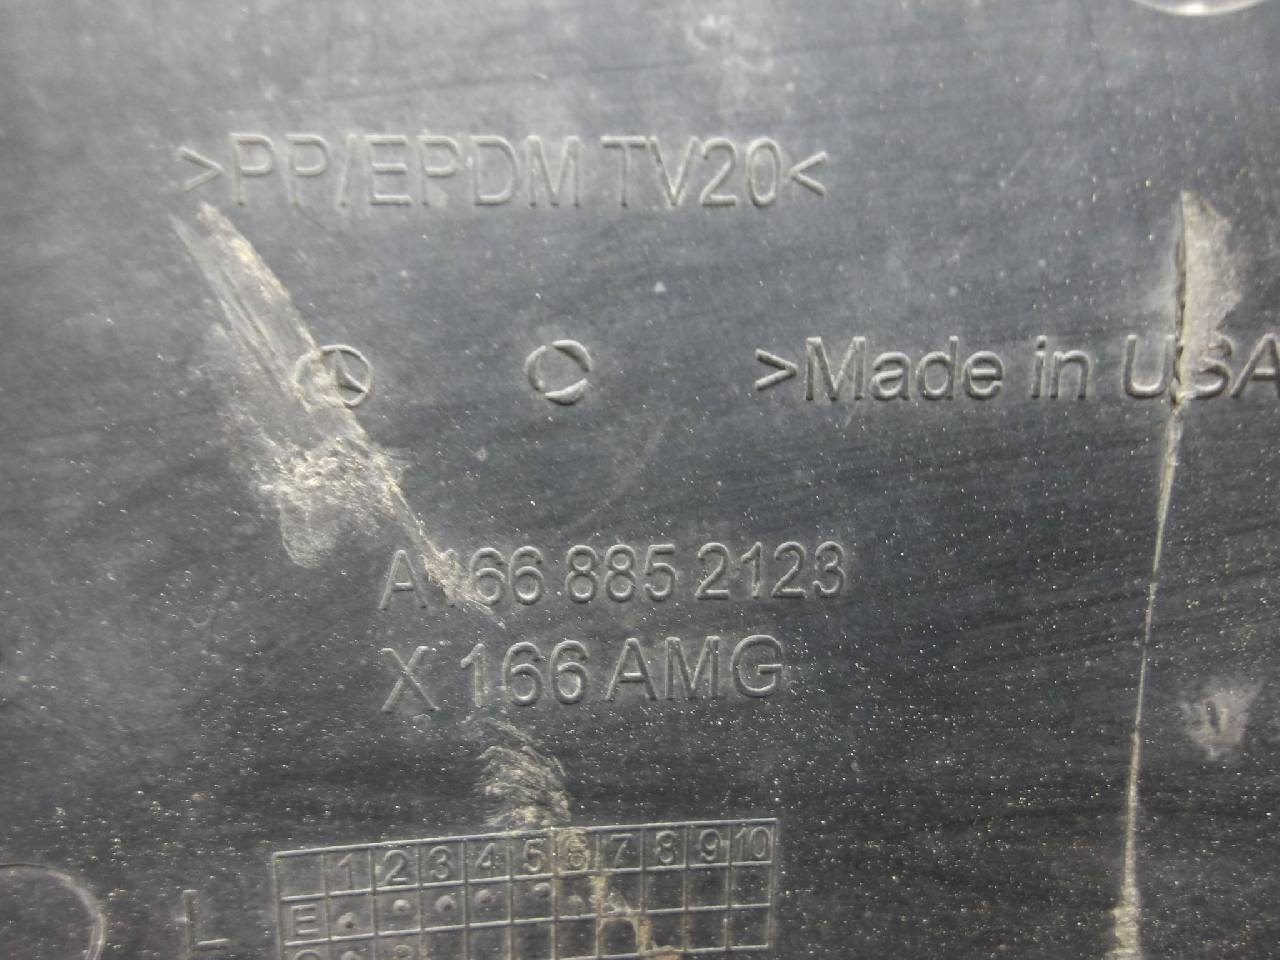 >PP/EPDM TV20<
>Made in USA
A 166 885 2123
X 166 AMG
1 2 3 4 5 6 7 8 9 10
L E